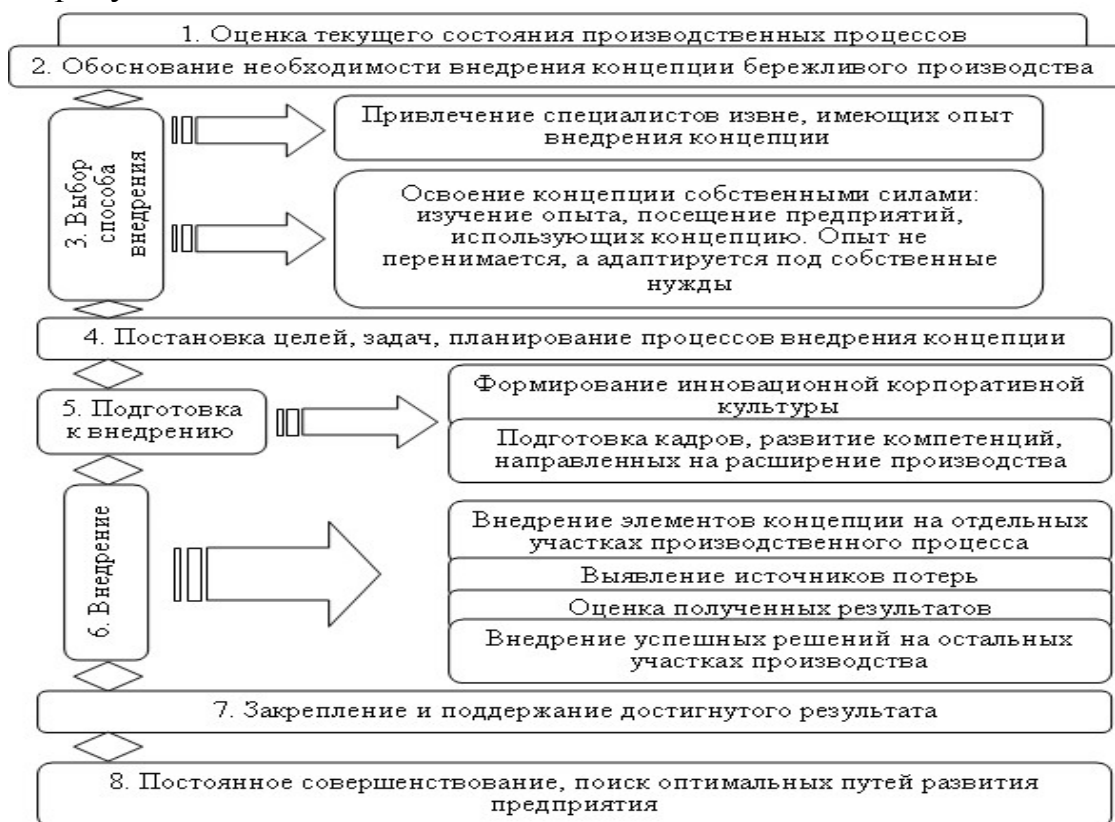 1. Оценка текущего состояния производственных процессов
2. Обоснование необходимости внедрения концепции бережливого производства
3. Выбор
способа
внедрения
Привлечение специалистов извне, имеющих опыт
внедрения концепции
Освоение концепции собственными силами:
изучение опыта, посещение предприятий,
использующих концепцию. Опыт не
перенимается, а адаптируется под собственные
нужды
4. Постановка целей, задач, планирование процессов внедрения концепции
5. Подготовка
к внедрению
Формирование инновационной корпоративной
культуры
Подготовка кадров, развитие компетенций,
направленных на расширение производства
6. Внедрение
Внедрение элементов концепции на отдельных
участках производственного процесса
Выявление источников потерь
Оценка полученных результатов
Внедрение успешных решений на остальных
участках производства
7. Закрепление и поддержание достигнутого результата
8. Постоянное совершенствование, поиск оптимальных путей развития
предприятия